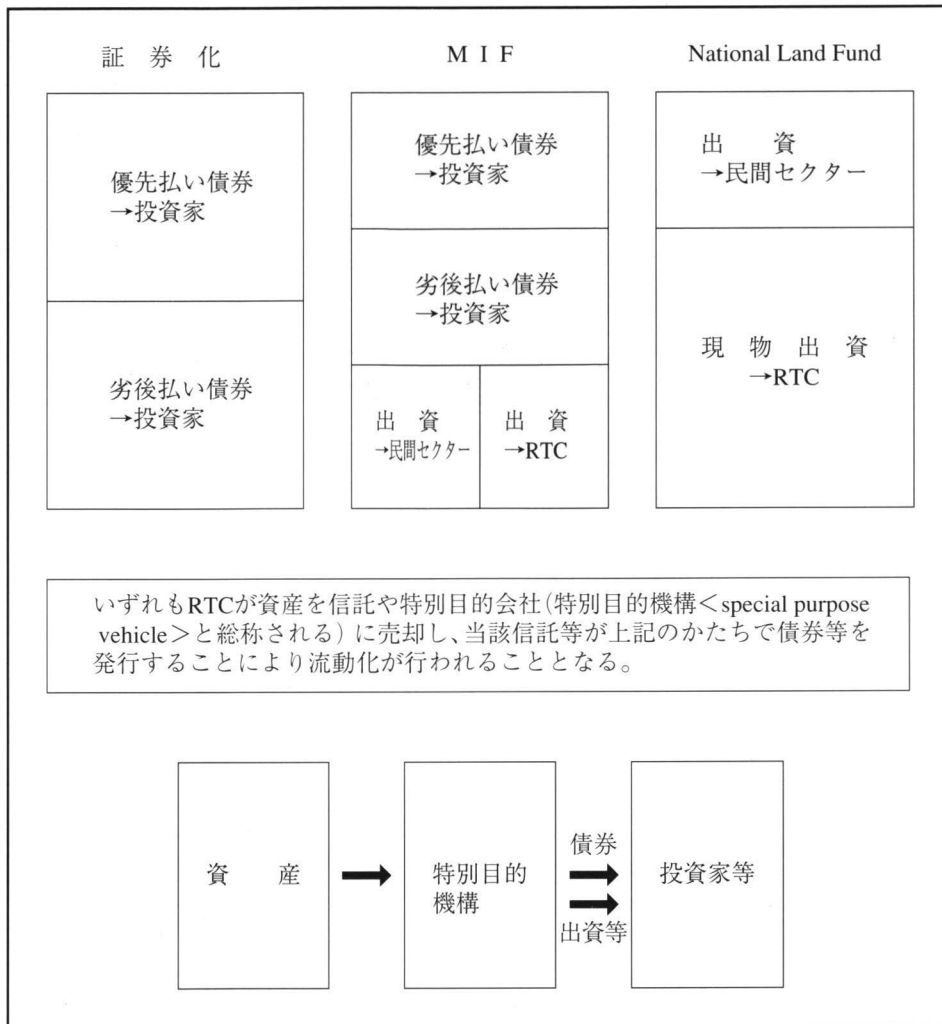 証 券 化
優先払い債券
→投資家
劣後払い債券
→投資家
M I F
優先払い債券
→投資家
劣後払い債券
→投資家
出 資
→民間セクター
出 資
→RTC
National Land Fund
出 資
→民間セクター
現 物 出 資
→RTC
いずれもRTCが資産を信託や特別目的会社(特別目的機構<special purpose
vehicle>と総称される)に売却し、当該信託等が上記のかたちで債券等を
発行することにより流動化が行われることとなる。
資 産
特別目的
機構
債券
出資等
投資家等